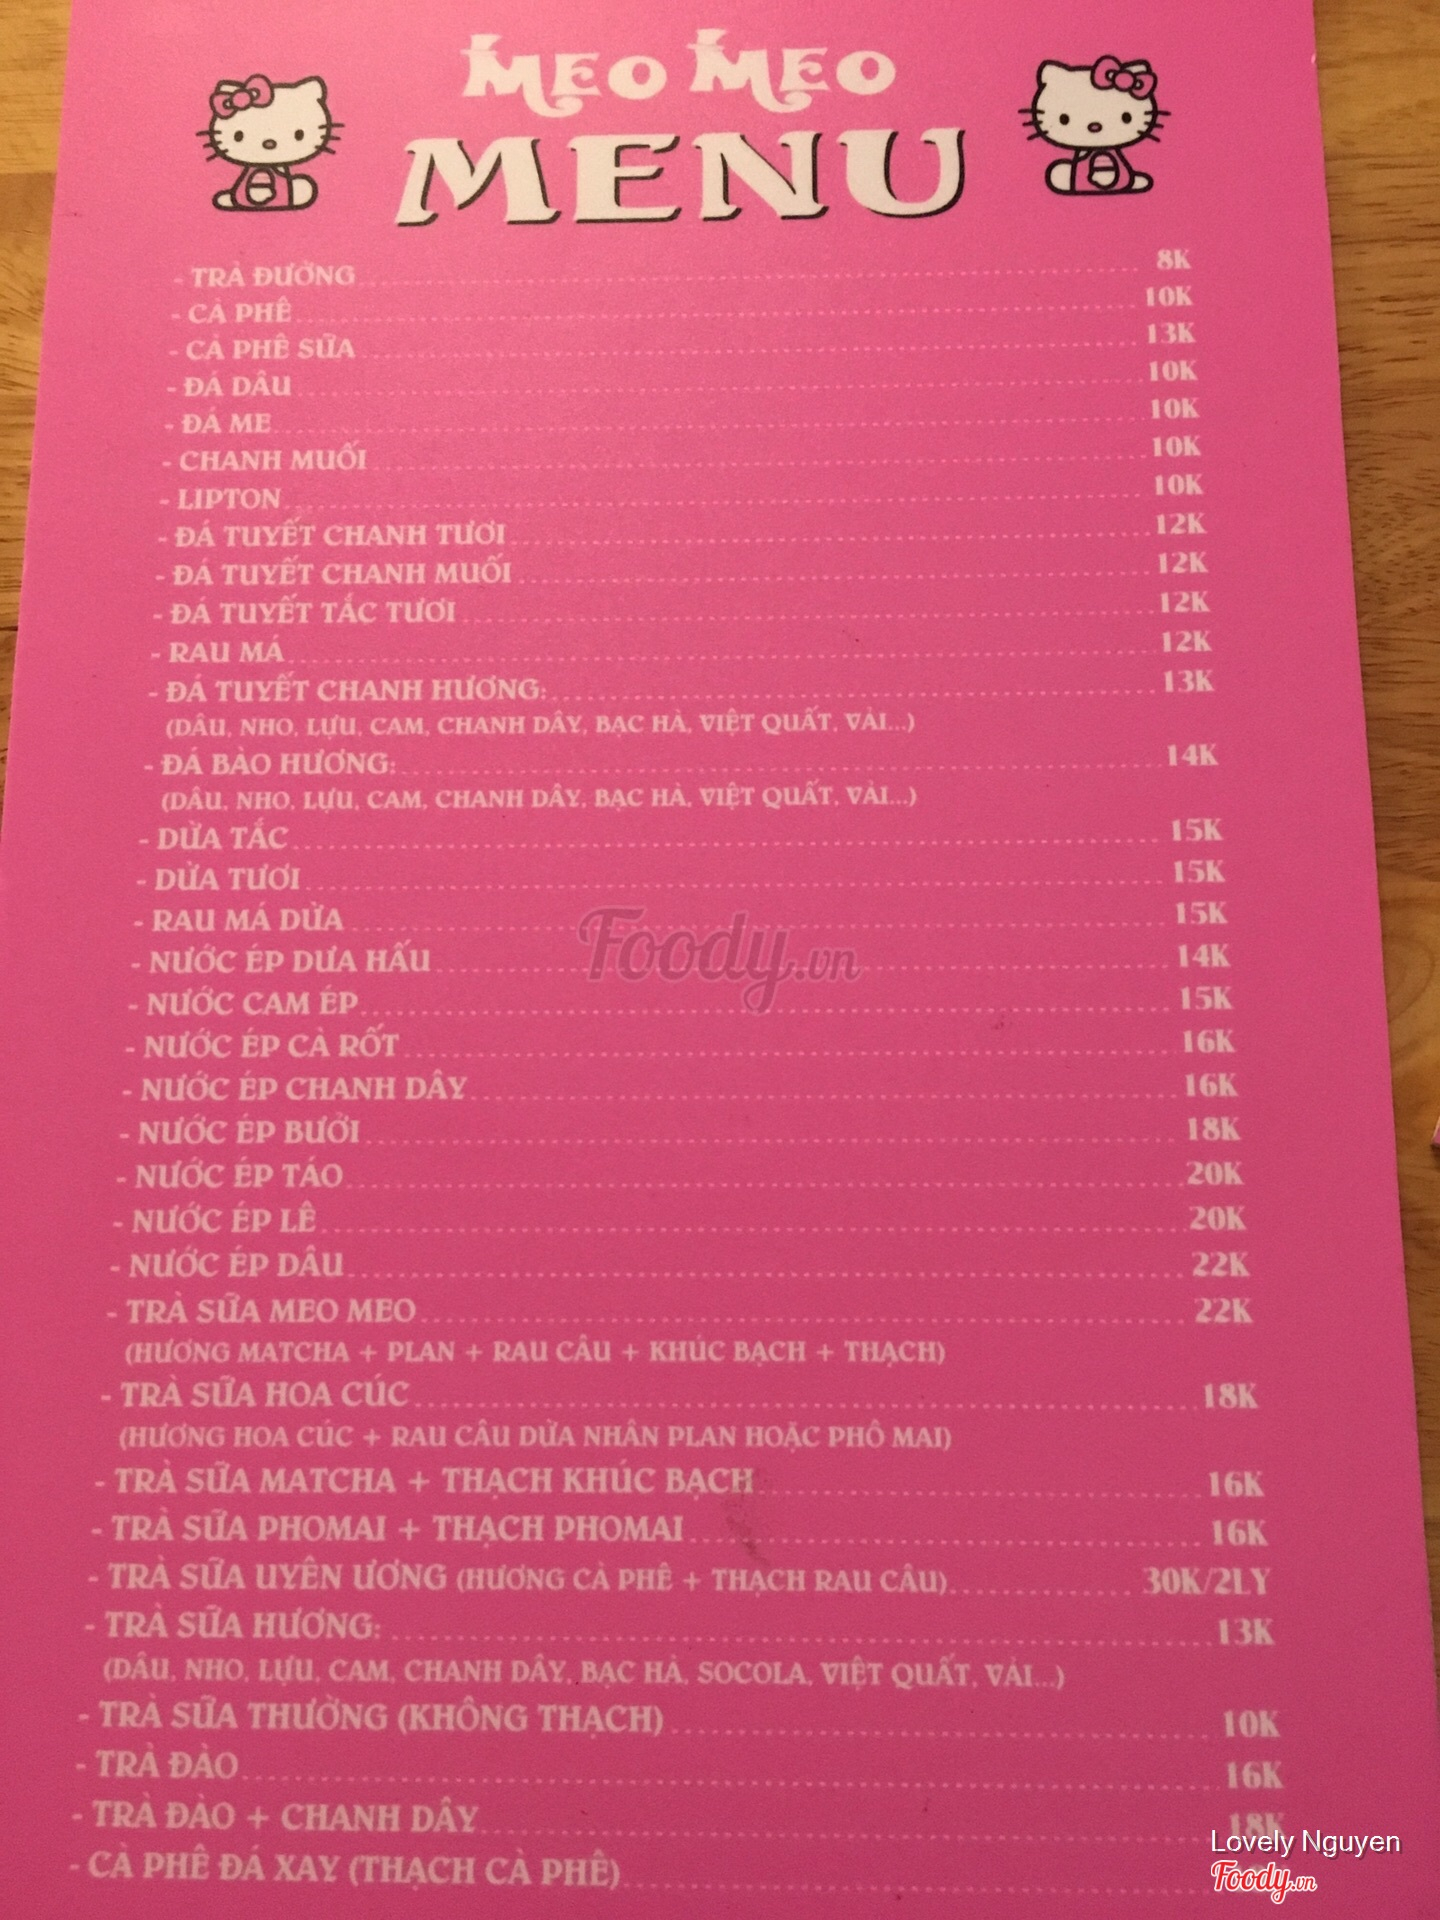 MEO MEO
MENU
- TRÀ ĐƯỜNG 8K
- CÀ PHÊ 10K
- CÀ PHÊ SỮA 13K
- ĐÁ DÂU 10K
- ĐÁ ME 10K
- CHANH MUỐI 10K
- LIPTON 10K
- ĐÁ TUYẾT CHANH TƯƠI 12K
- ĐÁ TUYẾT CHANH MUỐI 12K
- ĐÁ TUYẾT TẮC TƯƠI 12K
- RAU MÁ 12K
- ĐÁ TUYẾT CHANH HƯƠNG: 13K
(DÂU, NHO, LỰU, CAM, CHANH DÂY, BẠC HÀ, VIỆT QUẤT, VẢI...)
- ĐÁ BÀO HƯƠNG: 14K
(DÂU, NHO, LỰU, CAM, CHANH DÂY, BẠC HÀ, VIỆT QUẤT, VẢI...)
- DỪA TẮC 15K
- DỪA TƯƠI 15K
- RAU MÁ DỪA 15K
- NƯỚC ÉP DƯA HẤU 14K
- NƯỚC CAM ÉP 15K
- NƯỚC ÉP CÀ RỐT 16K
- NƯỚC ÉP CHANH DÂY 16K
- NƯỚC ÉP BƯỞI 18K
- NƯỚC ÉP TÁO 20K
- NƯỚC ÉP LÊ 20K
- NƯỚC ÉP DÂU 22K
- TRÀ SỮA MEO MEO 22K
(HƯƠNG MATCHA + PLAN + RAU CÂU + KHÚC BẠCH + THẠCH)
- TRÀ SỮA HOA CÚC 18K
(HƯƠNG HOA CÚC + RAU CÂU DỪA NHÂN PLAN HOẶC PHÔ MAI)
- TRÀ SỮA MATCHA + THẠCH KHÚC BẠCH 16K
- TRÀ SỮA PHOMAI + THẠCH PHOMAI 16K
- TRÀ SỮA UYÊN ƯƠNG (HƯƠNG CÀ PHÊ + THẠCH RAU CÂU) 30K/2LY
- TRÀ SỮA HƯƠNG: 13K
(DÂU, NHO, LỰU, CAM, CHANH DÂY, BẠC HÀ, SOCOLA, VIỆT QUẤT, VẢI...)
- TRÀ SỮA THƯỜNG (KHÔNG THẠCH) 10K
- TRÀ ĐÀO 16K
- TRÀ ĐÀO + CHANH DÂY 18K
- CÀ PHÊ ĐÁ XAY (THẠCH CÀ PHÊ)
Foody.vn
Lovely Nguyen
Foody.vn